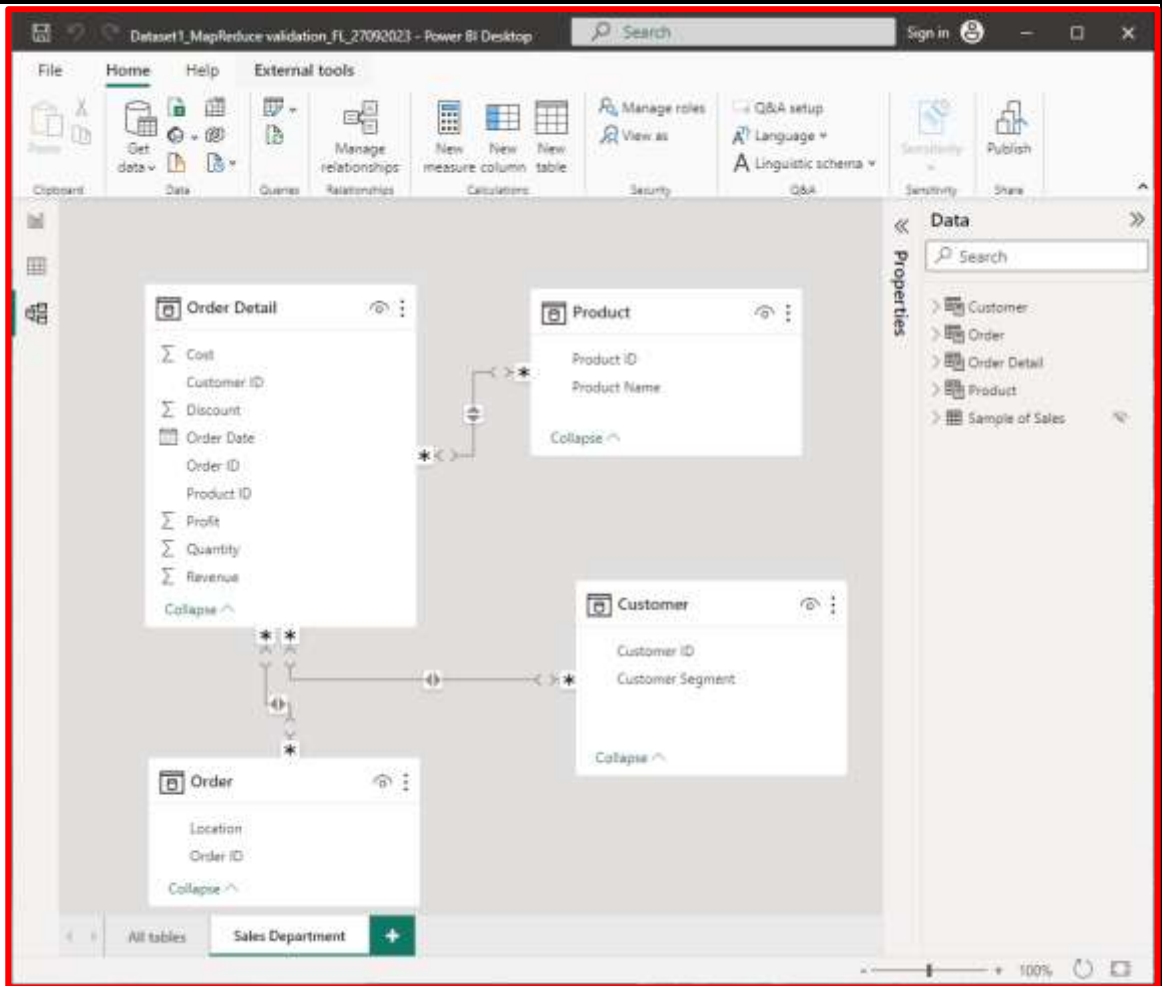 Dataset1_MapReduce validation_FL_27092023 - Power BI Desktop
Search
Sign in
File Home Help External tools
Paste
Get data
Manage relationships
New measure
New column
New table
Manage roles
View as
Q&A setup
Language
Linguistic schema
Sensitivity
Publish
Clipboard
Data
Queries
Relationships
Calculations
Security
Q&A
Sensitivity
Share
Order Detail
Cost
Customer ID
Discount
Order Date
Order ID
Product ID
Profit
Quantity
Revenue
Collapse
Product
Product ID
Product Name
Collapse
Customer
Customer ID
Customer Segment
Collapse
Order
Location
Order ID
Collapse
Properties
Data
Search
Customer
Order
Order Detail
Product
Sample of Sales
All tables
Sales Department
100%